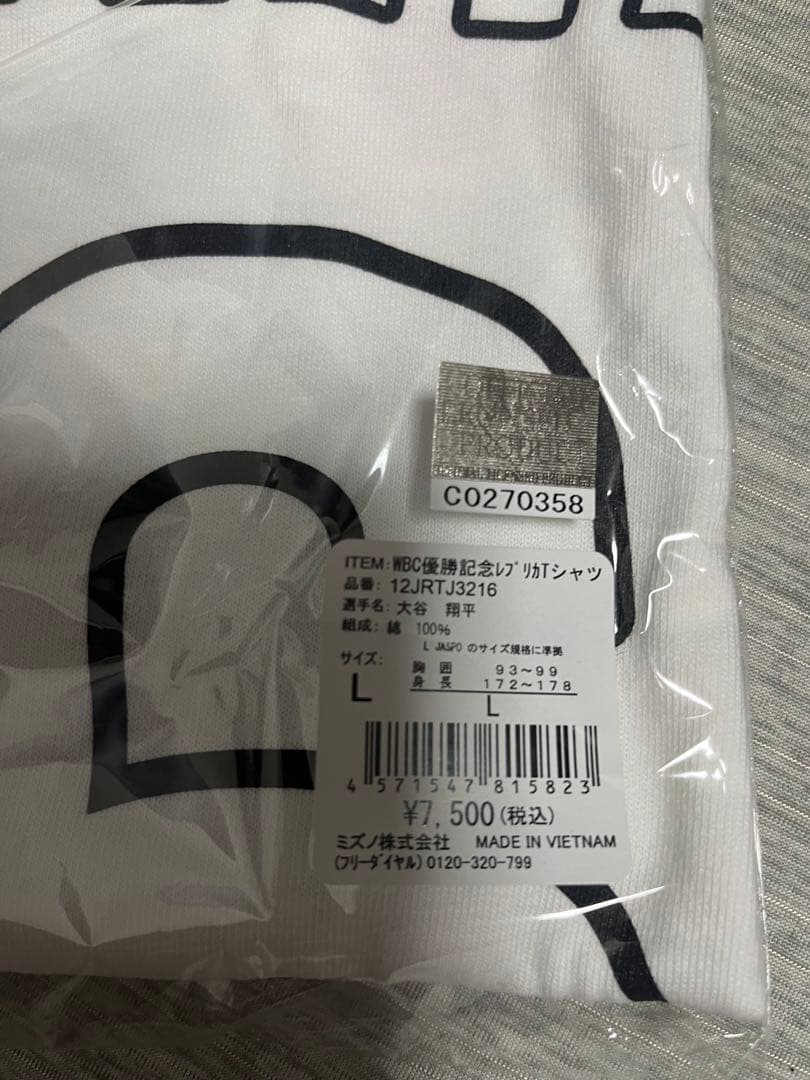 PRODUCT
C0270358
ITEM:WBC優勝記念ﾚﾌﾟﾘｶTシャツ
品番: 12JRTJ3216
選手名: 大谷 翔平
組成: 綿 100%
L JASPO のサイズ規格に準拠
サイズ: 胸囲 93~99
L 身長 172~178
L
4 571547 815823
¥7,500(税込)
ミズノ株式会社 MADE IN VIETNAM
(フリーダイヤル) 0120-320-799